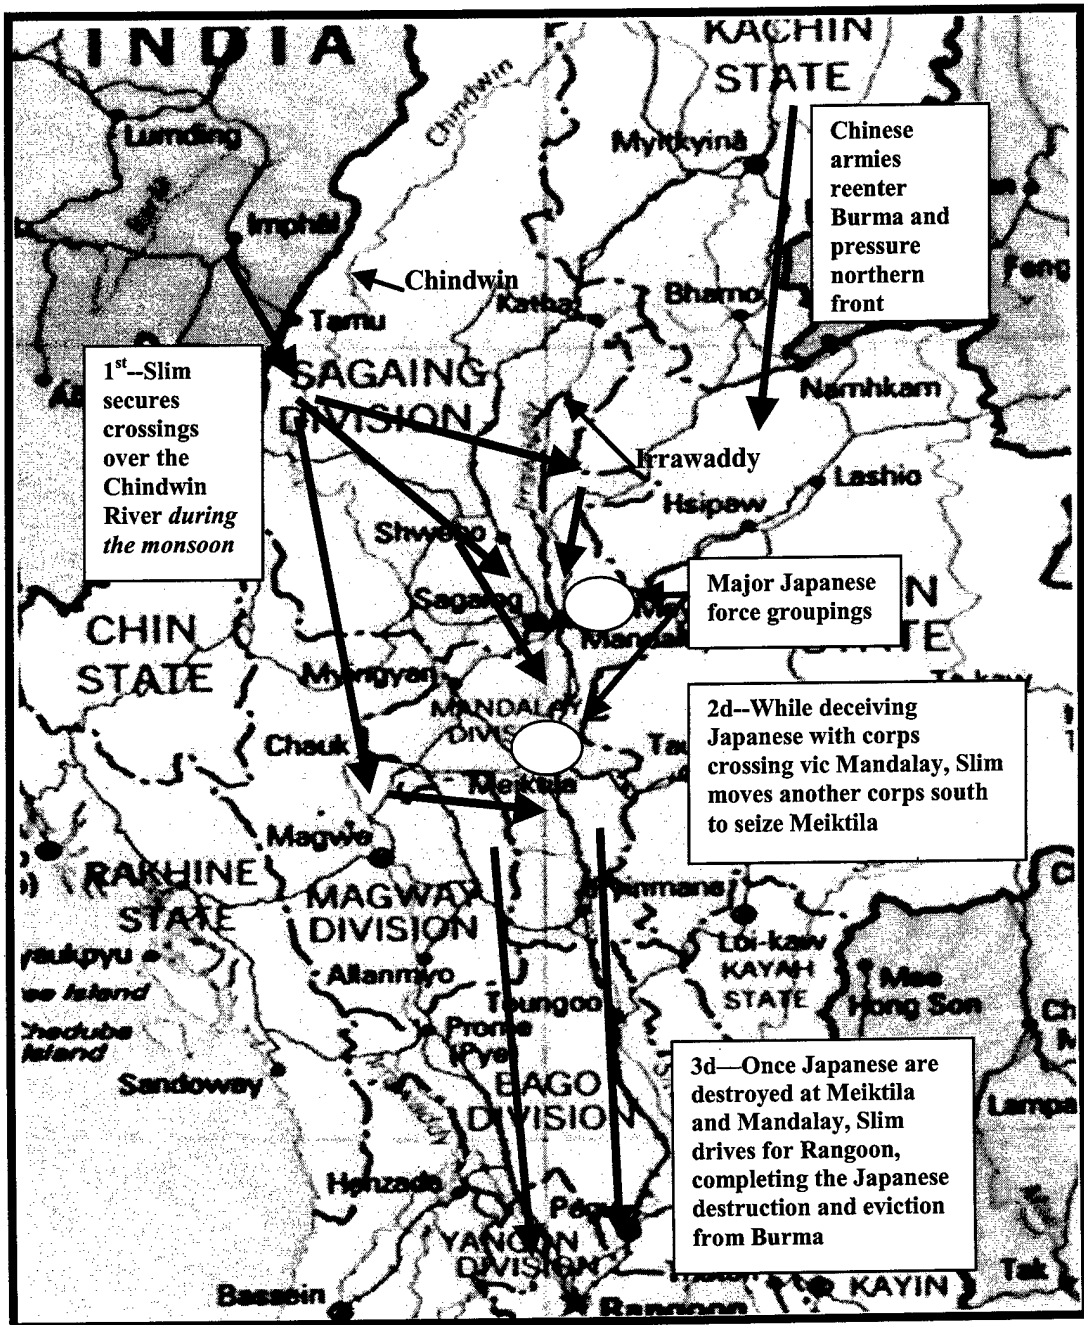 INDIA
KACHIN
STATE
Chindwin
Lumding
Myitkyinä
Chinese
armies
reenter
Burma and
pressure
northern
front
Imphāl
Chindwin
Katha
Bhamo
Tamu
1st--Slim
secures
crossings
over the
Chindwin
River during
the monsoon
SAGAING
DIVISION
Namhkam
Irrawaddy
Lashio
Hsipaw
Shwebo
Major Japanese
force groupings
Sagaing
CHIN
STATE
Myingyan
MANDALAY
2d--While deceiving
Japanese with corps
crossing vic Mandalay, Slim
moves another corps south
to seize Meiktila
Chauk
Meiktila
Magwe
RAKHINE
STATE
MAGWAY
DIVISION
Loi-kaw
KAYAH
STATE
Mae
Hong Son
Allanmyo
Toungoo
Prome
(Pye)
Sandoway
BAGO
DIVISION
3d—Once Japanese are
destroyed at Meiktila
and Mandalay, Slim
drives for Rangoon,
completing the Japanese
destruction and eviction
from Burma
Henzada
YANGON
DIVISION
Bassein
Rangoon
KAYIN
Tak